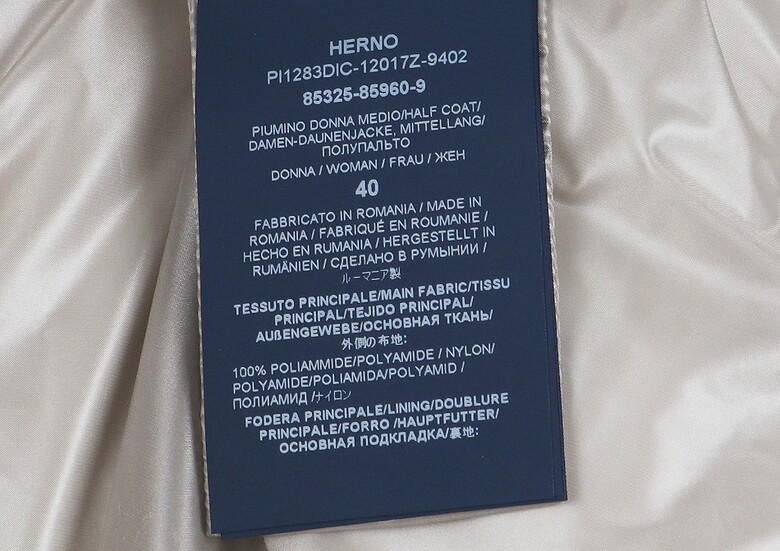 HERNO
PI1283DIC-12017Z-9402
85325-85960-9
PIUMINO DONNA MEDIO/HALF COAT/
DAMEN-DAUNENJACKE, MITTELLANG/
ПОЛУПАЛЬТО
DONNA / WOMAN / FRAU / ЖЕН
40
FABBRICATO IN ROMANIA / MADE IN
ROMANIA / FABRIQUÉ EN ROUMANIE /
HECHO EN RUMANIA / HERGESTELLT IN
RUMÄNIEN / СДЕЛАНО В РУМЫНИИ /
ルーマニア製
TESSUTO PRINCIPALE/MAIN FABRIC/TISSU
PRINCIPAL/TEJIDO PRINCIPAL/
AUßENGEWEBE/ОСНОВНАЯ ТКАНЬ/
外側の布地:
100% POLIAMMIDE/POLYAMIDE / NYLON/
POLYAMIDE/POLIAMIDA/POLYAMID /
ПОЛИАМИД /ナイロン
FODERA PRINCIPALE/LINING/DOUBLURE
PRINCIPALE/FORRO /HAUPTFUTTER/
ОСНОВНАЯ ПОДКЛАДКА/裏地: